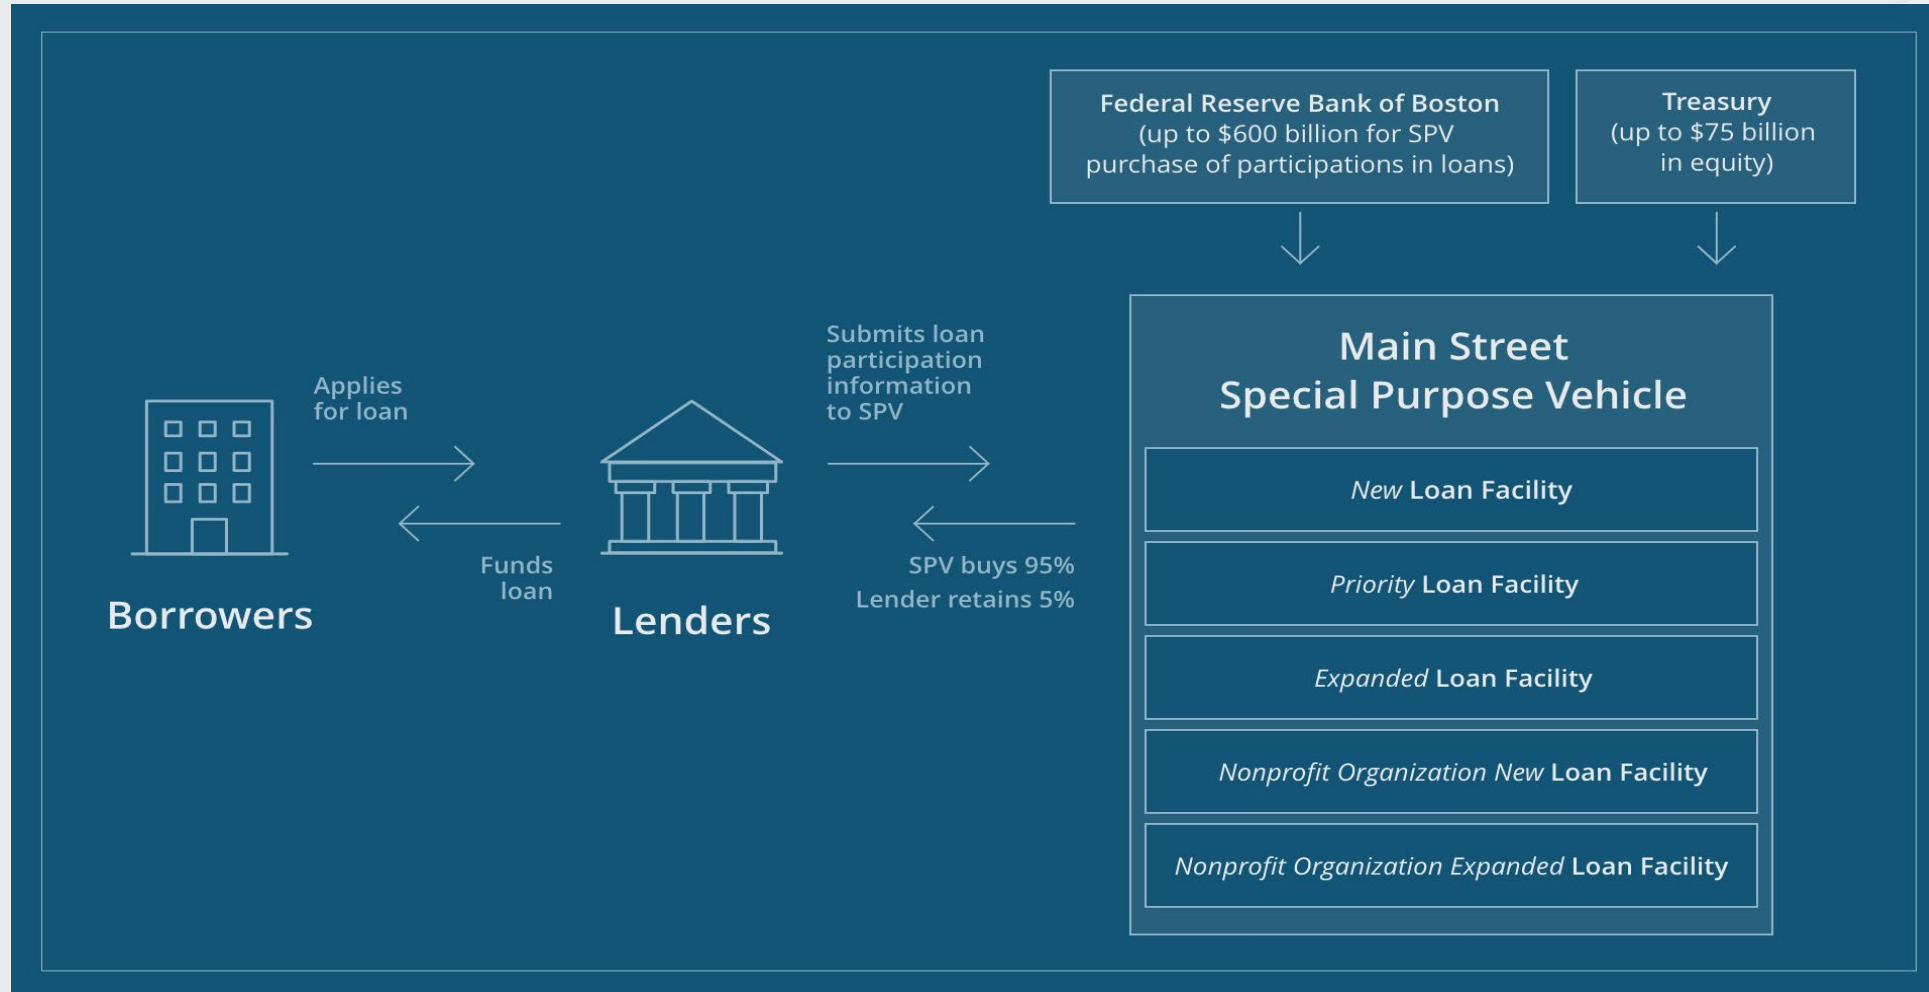 Federal Reserve Bank of Boston
(up to $600 billion for SPV
purchase of participations in loans)
Treasury
(up to $75 billion
in equity)
Applies
for loan
Funds
loan
Borrowers
Submits loan
participation
information
to SPV
SPV buys 95%
Lender retains 5%
Lenders
Main Street
Special Purpose Vehicle
New Loan Facility
Priority Loan Facility
Expanded Loan Facility
Nonprofit Organization New Loan Facility
Nonprofit Organization Expanded Loan Facility